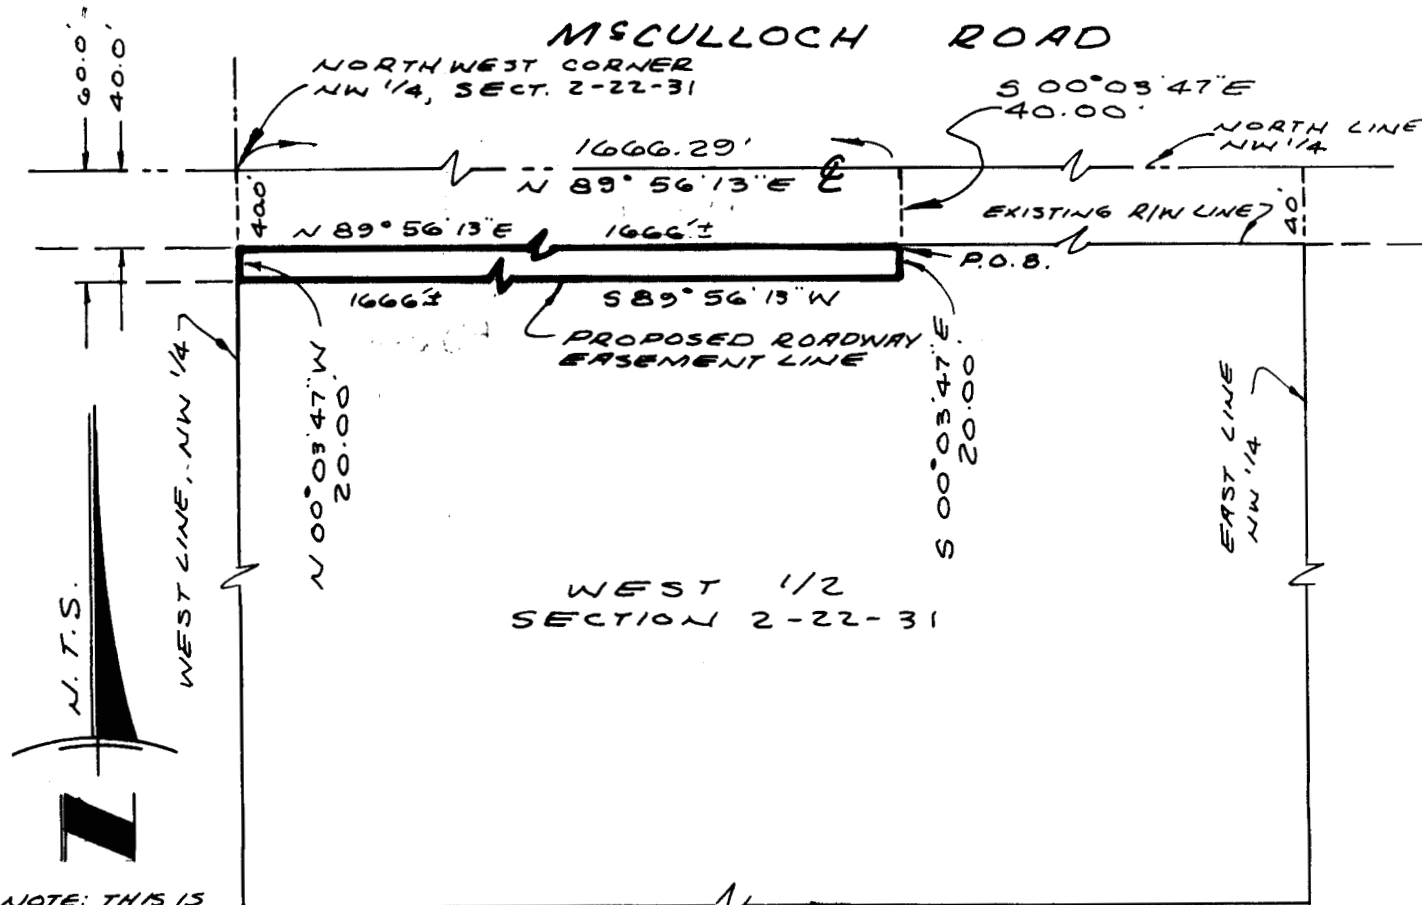 McCULLOCH ROAD
60.0'
40.0'
NORTHWEST CORNER
NW 1/4, SECT. 2-22-31
S 00°03'47"E
40.00'
NORTH LINE
NW 1/4
1666.29'
N 89°56'13"E ℄
40.0'
N 89°56'13"E 1666'±
EXISTING R/W LINE
40'
P.O.B.
1666'± S 89°56'13"W
PROPOSED ROADWAY
EASEMENT LINE
WEST LINE, NW 1/4
N 00°03'47"W
20.00'
S 00°03'47"E
20.00'
EAST LINE
NW 1/4
WEST 1/2
SECTION 2-22-31
N.T.S.
N
NOTE: THIS IS